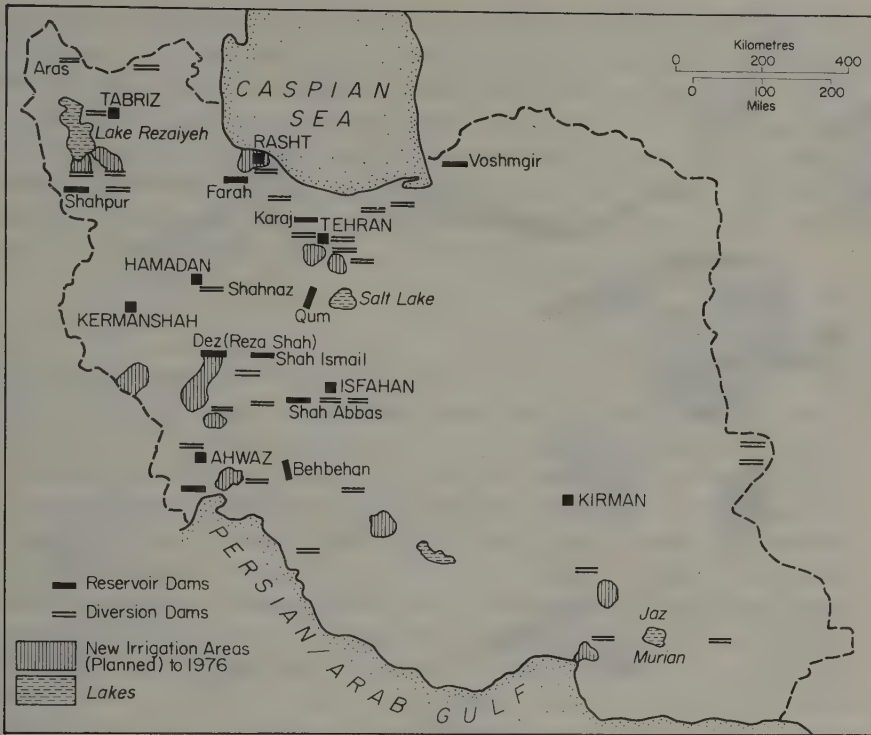 Kilometres
0 200 400
0 100 200
Miles
CASPIAN
SEA
Aras
TABRIZ
Lake Rezaiyeh
RASHT
Voshmgir
Farah
Shahpur
Karaj
TEHRAN
HAMADAN
Shahnaz
Salt Lake
Qum
KERMANSHAH
Dez (Reza Shah)
Shah Ismail
ISFAHAN
Shah Abbas
AHWAZ
Behbehan
KIRMAN
PERSIAN/ARAB GULF
Jaz
Murian
Reservoir Dams
Diversion Dams
New Irrigation Areas
(Planned) to 1976
Lakes